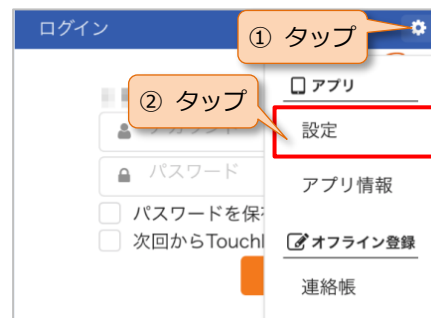 ログイン
① タップ
アプリ
② タップ
設定
パスワード
アプリ情報
パスワードを保
次回からTouch
オフライン登録
連絡帳